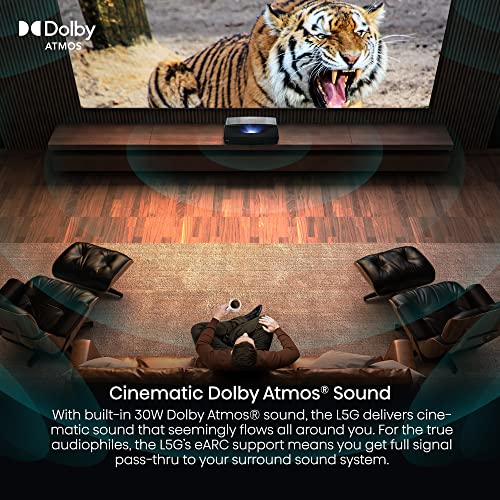 Dolby
ATMOS
Cinematic Dolby Atmos® Sound
With built-in 30W Dolby Atmos® sound, the L5G delivers cine-
matic sound that seemingly flows all around you. For the true
audiophiles, the L5G's eARC support means you get full signal
pass-thru to your surround sound system.